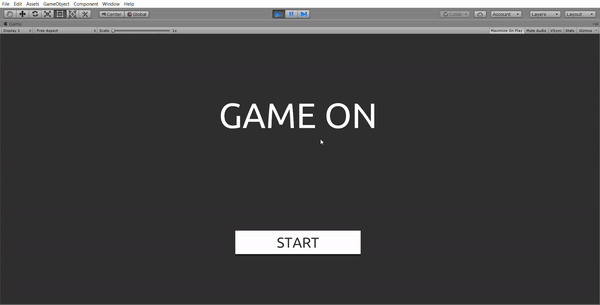 File Edit Assets GameObject Component Window Help
Center Global Collab Account Layers Layout
Game
Display 1 Free Aspect Scale 1x Maximize On Play Mute Audio VSync Stats Gizmos
GAME ON
START